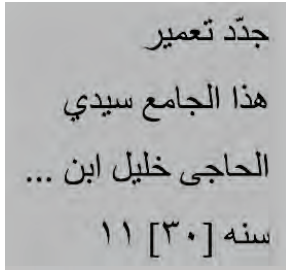 جدّد تعمير
هذا الجامع سيدي
الحاجى خليل ابن ...
سنه [٣٠] ١١